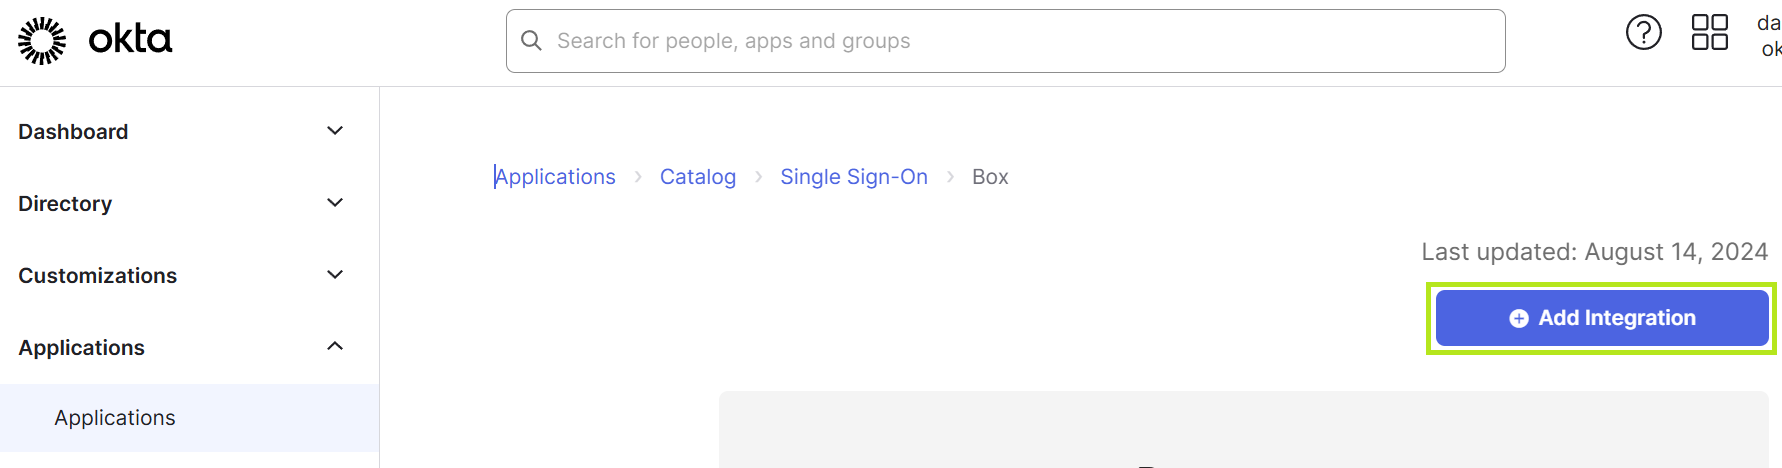 okta
Search for people, apps and groups
da
ok
Dashboard
Directory
Customizations
Applications
Applications
Applications > Catalog > Single Sign-On > Box
Last updated: August 14, 2024
Add Integration